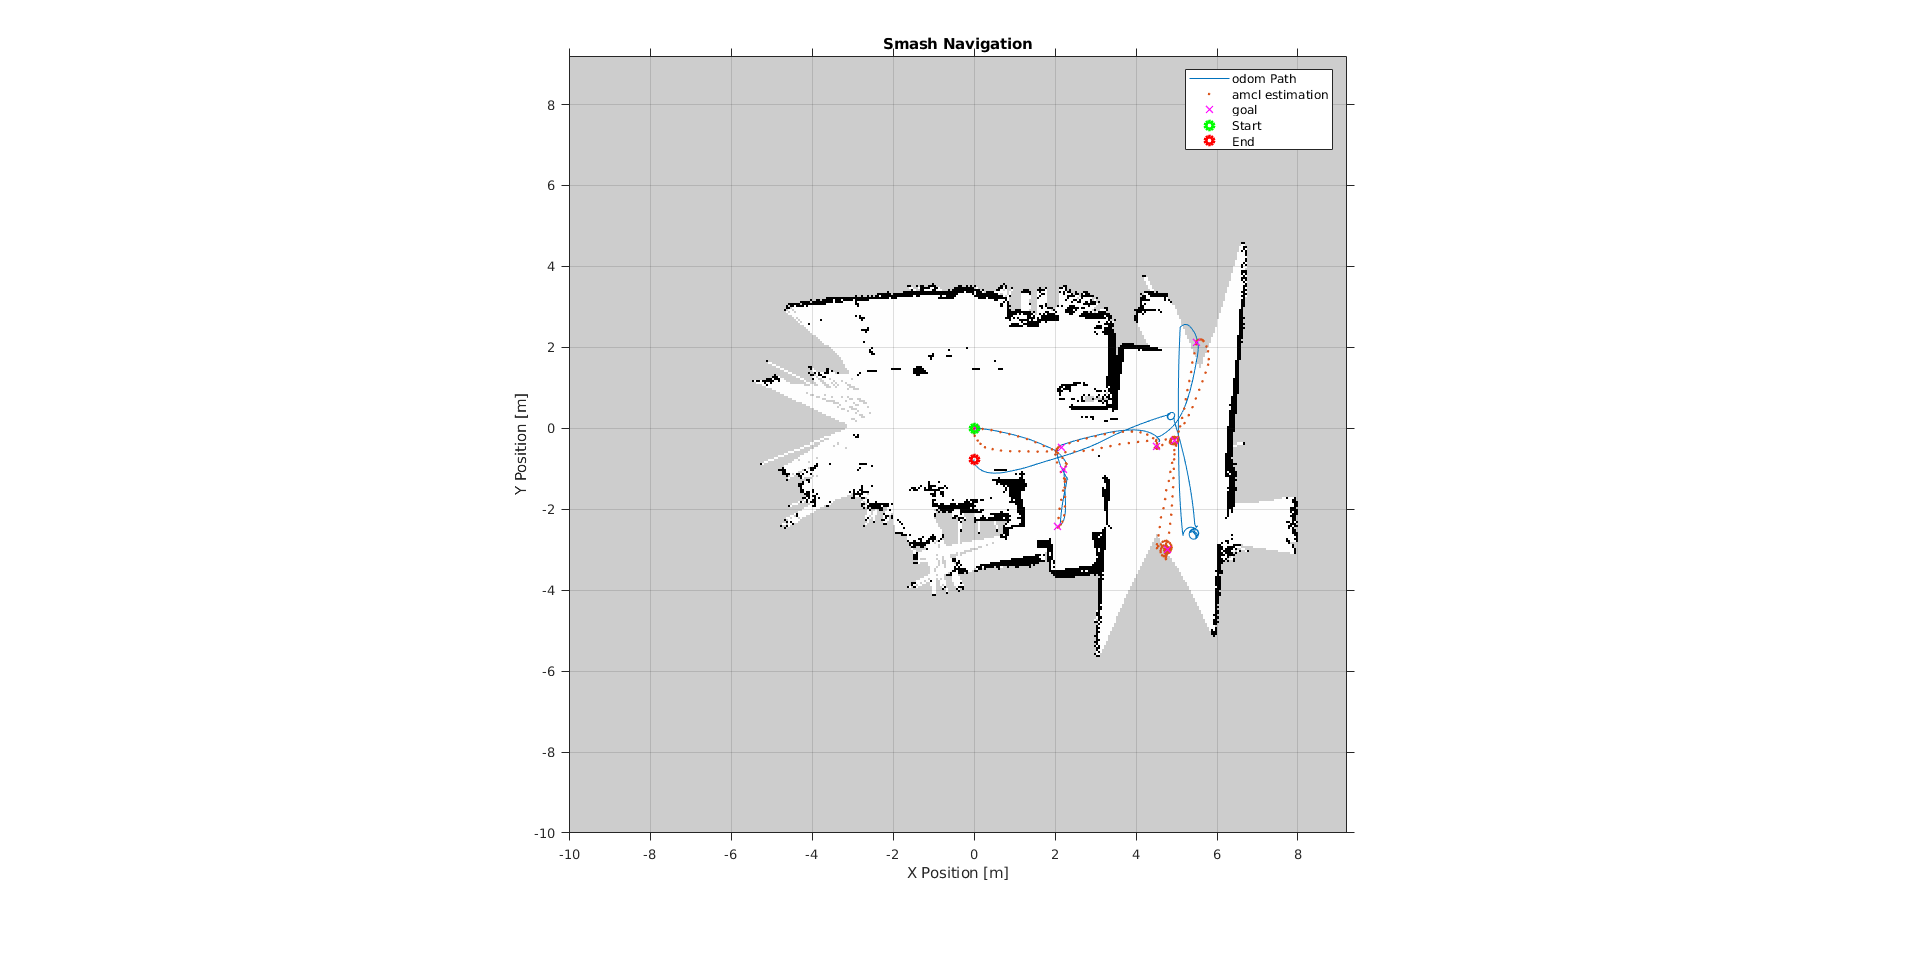 Smash Navigation
odom Path
amcl estimation
goal
Start
End
8
6
4
2
0
-2
-4
-6
-8
-10
Y Position [m]
-10 -8 -6 -4 -2 0 2 4 6 8
X Position [m]